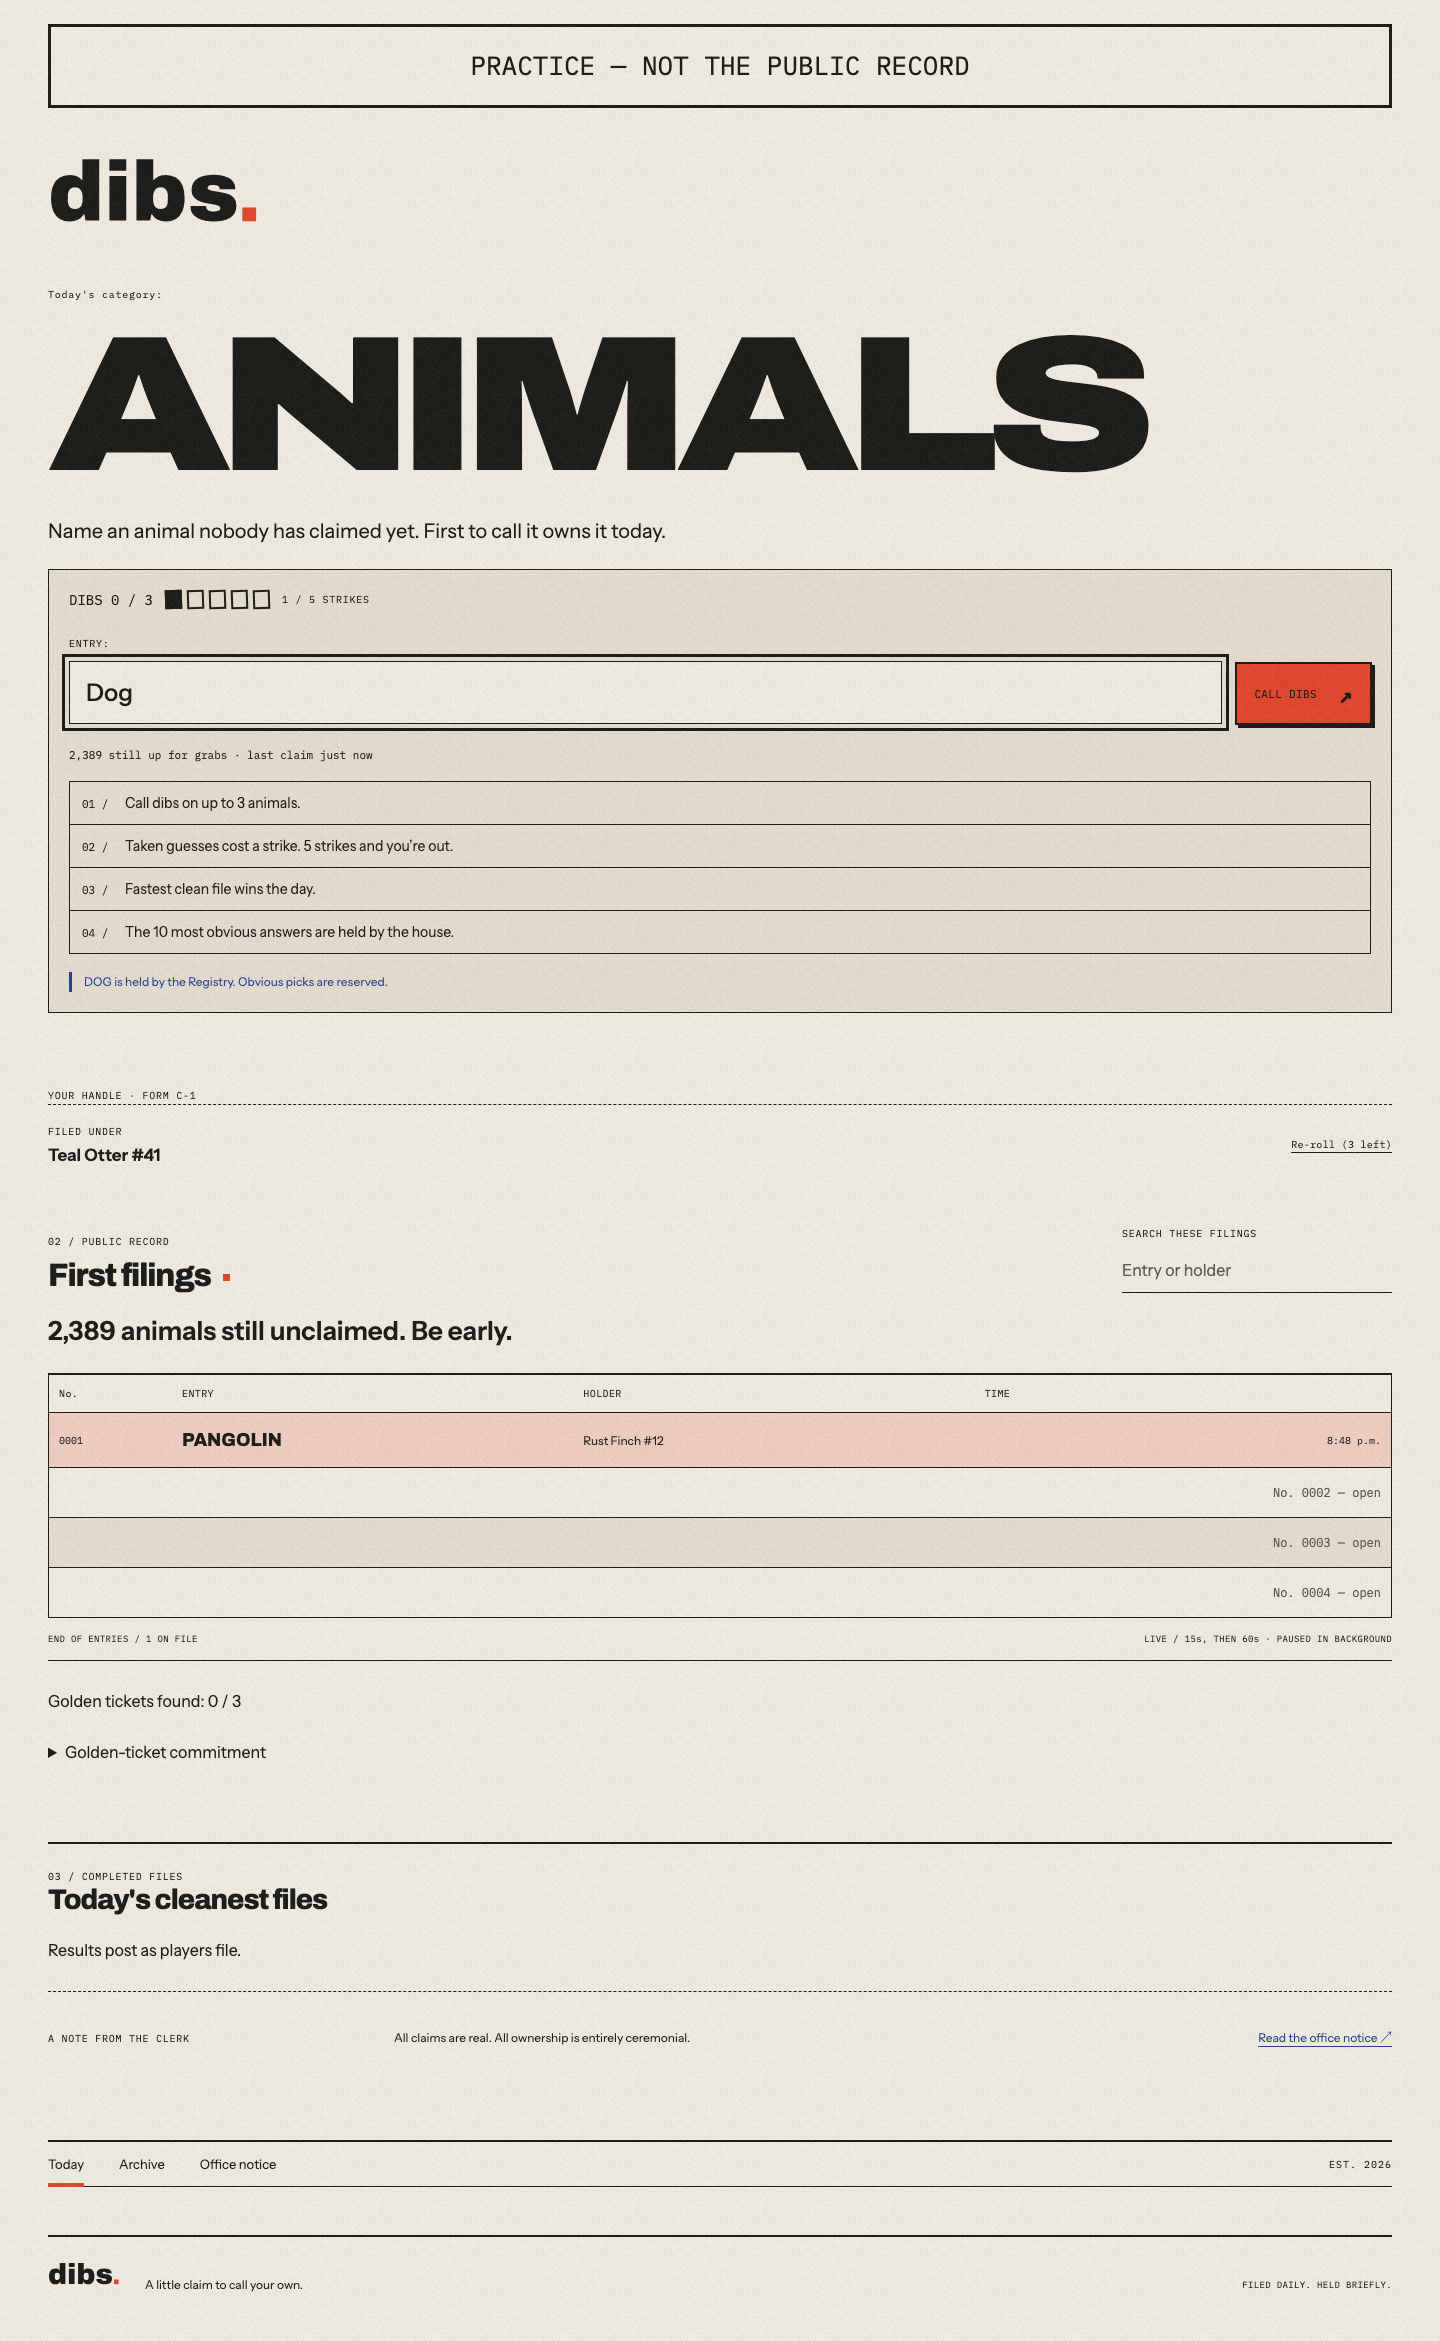 PRACTICE — NOT THE PUBLIC RECORD
dibs.
Today's category:
ANIMALS
Name an animal nobody has claimed yet. First to call it owns it today.
DIBS 0 / 3 1 / 5 STRIKES
ENTRY:
Dog
CALL DIBS ↗
2,389 still up for grabs · last claim just now
01 / Call dibs on up to 3 animals.
02 / Taken guesses cost a strike. 5 strikes and you’re out.
03 / Fastest clean file wins the day.
04 / The 10 most obvious answers are held by the house.
DOG is held by the Registry. Obvious picks are reserved.
YOUR HANDLE · FORM C-1
FILED UNDER
Teal Otter #41
Re-roll (3 left)
02 / PUBLIC RECORD
First filings
SEARCH THESE FILINGS
Entry or holder
2,389 animals still unclaimed. Be early.
No. ENTRY HOLDER TIME
0001 PANGOLIN Rust Finch #12 8:48 p.m.
No. 0002 — open
No. 0003 — open
No. 0004 — open
END OF ENTRIES / 1 ON FILE LIVE / 15s, THEN 60s · PAUSED IN BACKGROUND
Golden tickets found: 0 / 3
Golden-ticket commitment
03 / COMPLETED FILES
Today's cleanest files
Results post as players file.
A NOTE FROM THE CLERK All claims are real. All ownership is entirely ceremonial. Read the office notice ↗
Today Archive Office notice EST. 2026
dibs. A little claim to call your own. FILED DAILY. HELD BRIEFLY.